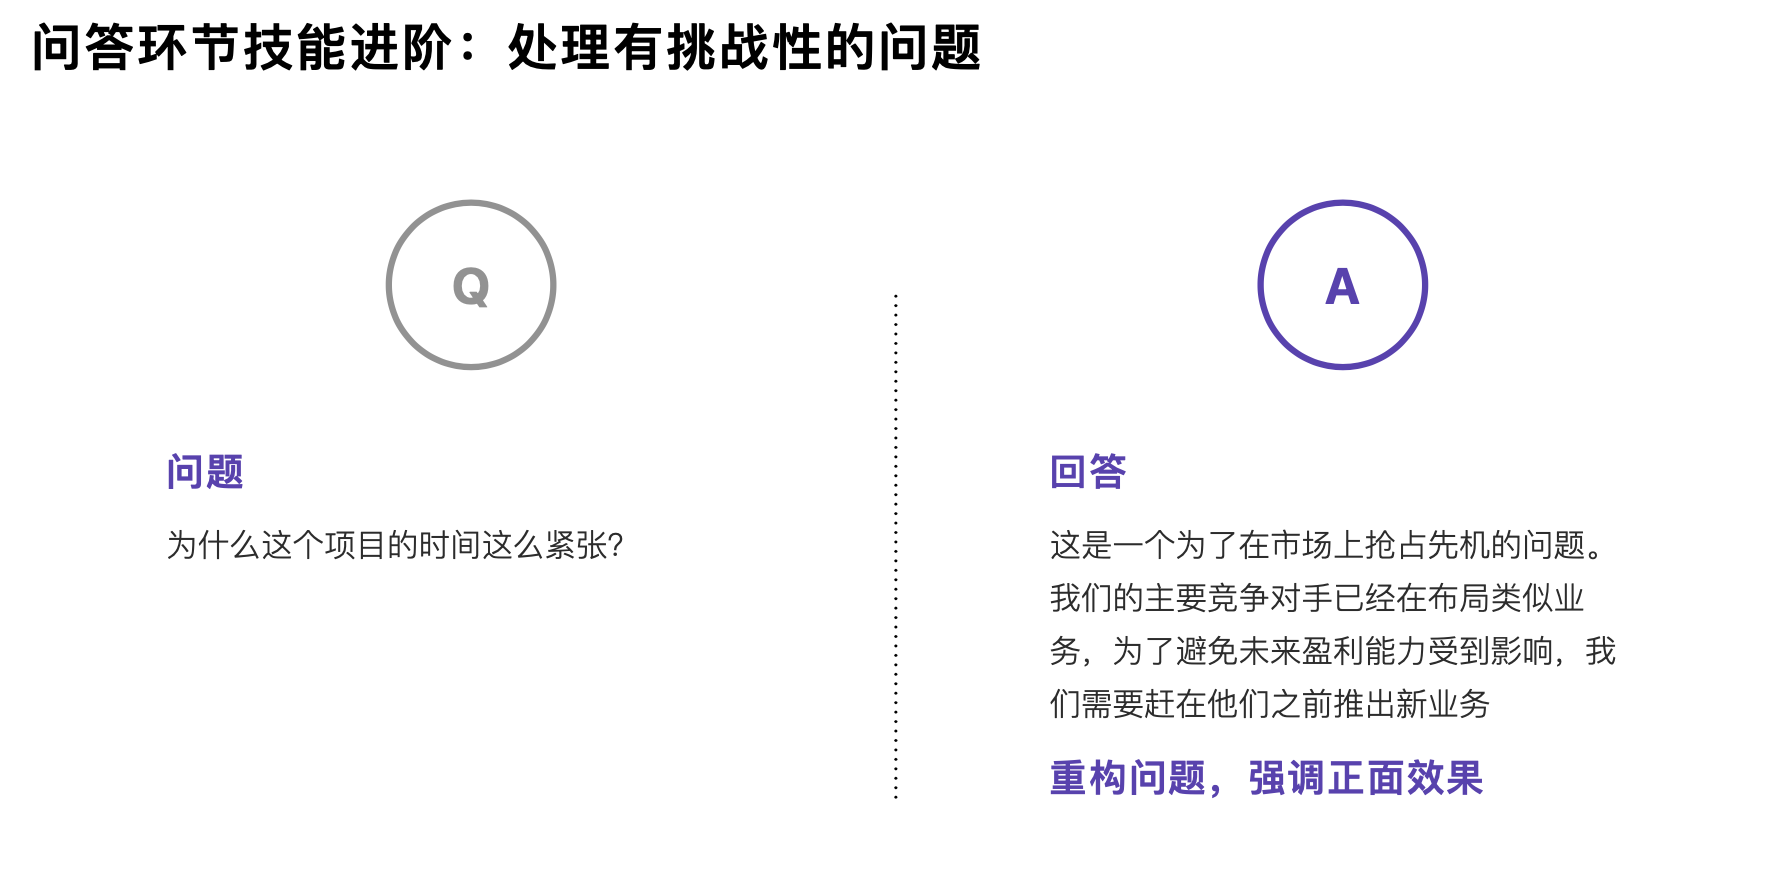 问答环节技能进阶：处理有挑战性的问题
Q
问题
为什么这个项目的时间这么紧张?
A
回答
这是一个为了在市场上抢占先机的问题。
我们的主要竞争对手已经在布局类似业
务，为了避免未来盈利能力受到影响，我
们需要赶在他们之前推出新业务
重构问题，强调正面效果